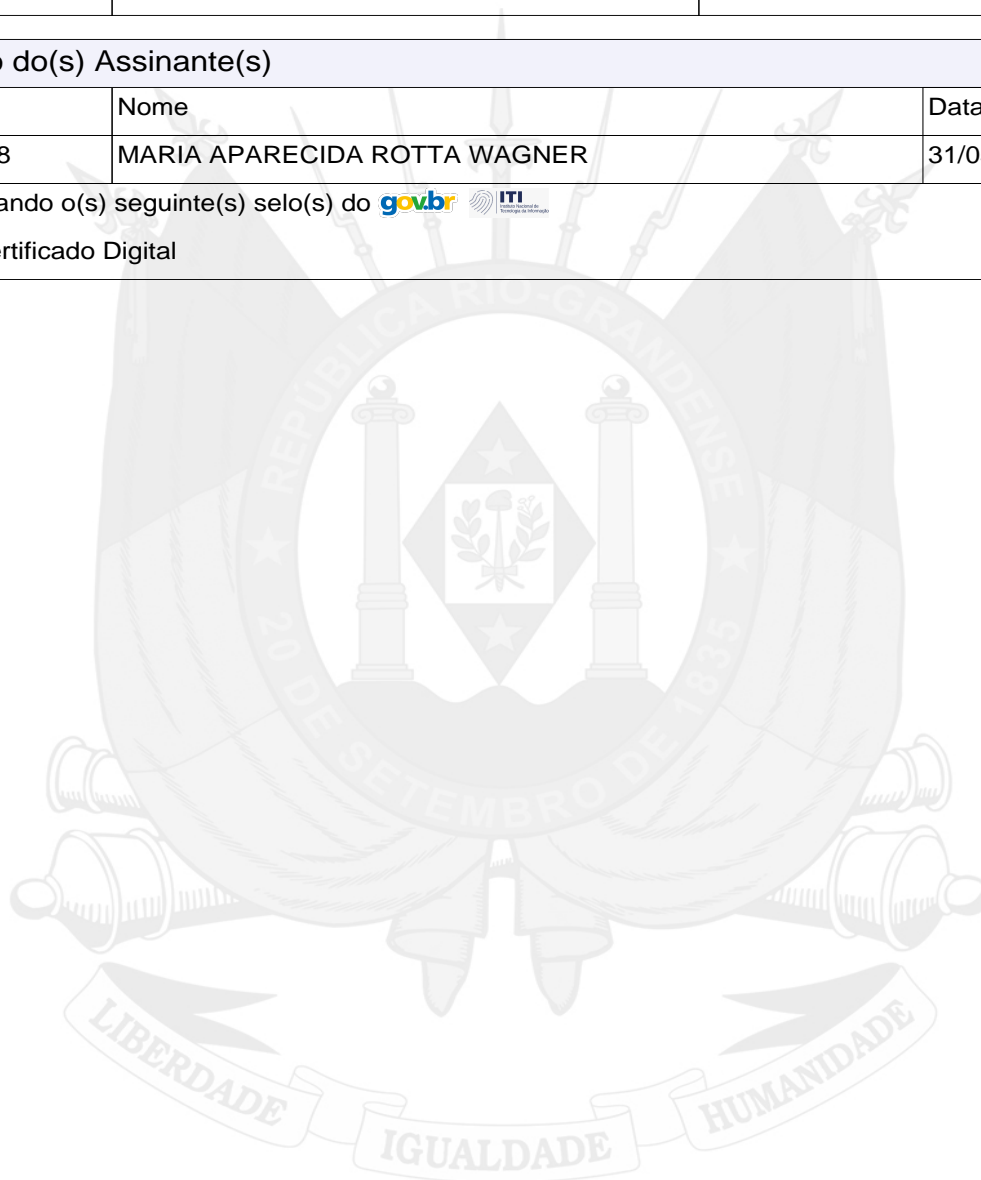 o do(s) Assinante(s)
Nome Data
8 MARIA APARECIDA ROTTA WAGNER 31/0
ando o(s) seguinte(s) selo(s) do gov.br ITI
rtificado Digital
REPÚBLICA RIO-GRANDENSE
20 DE SETEMBRO DE 1835
LIBERDADE IGUALDADE HUMANIDADE